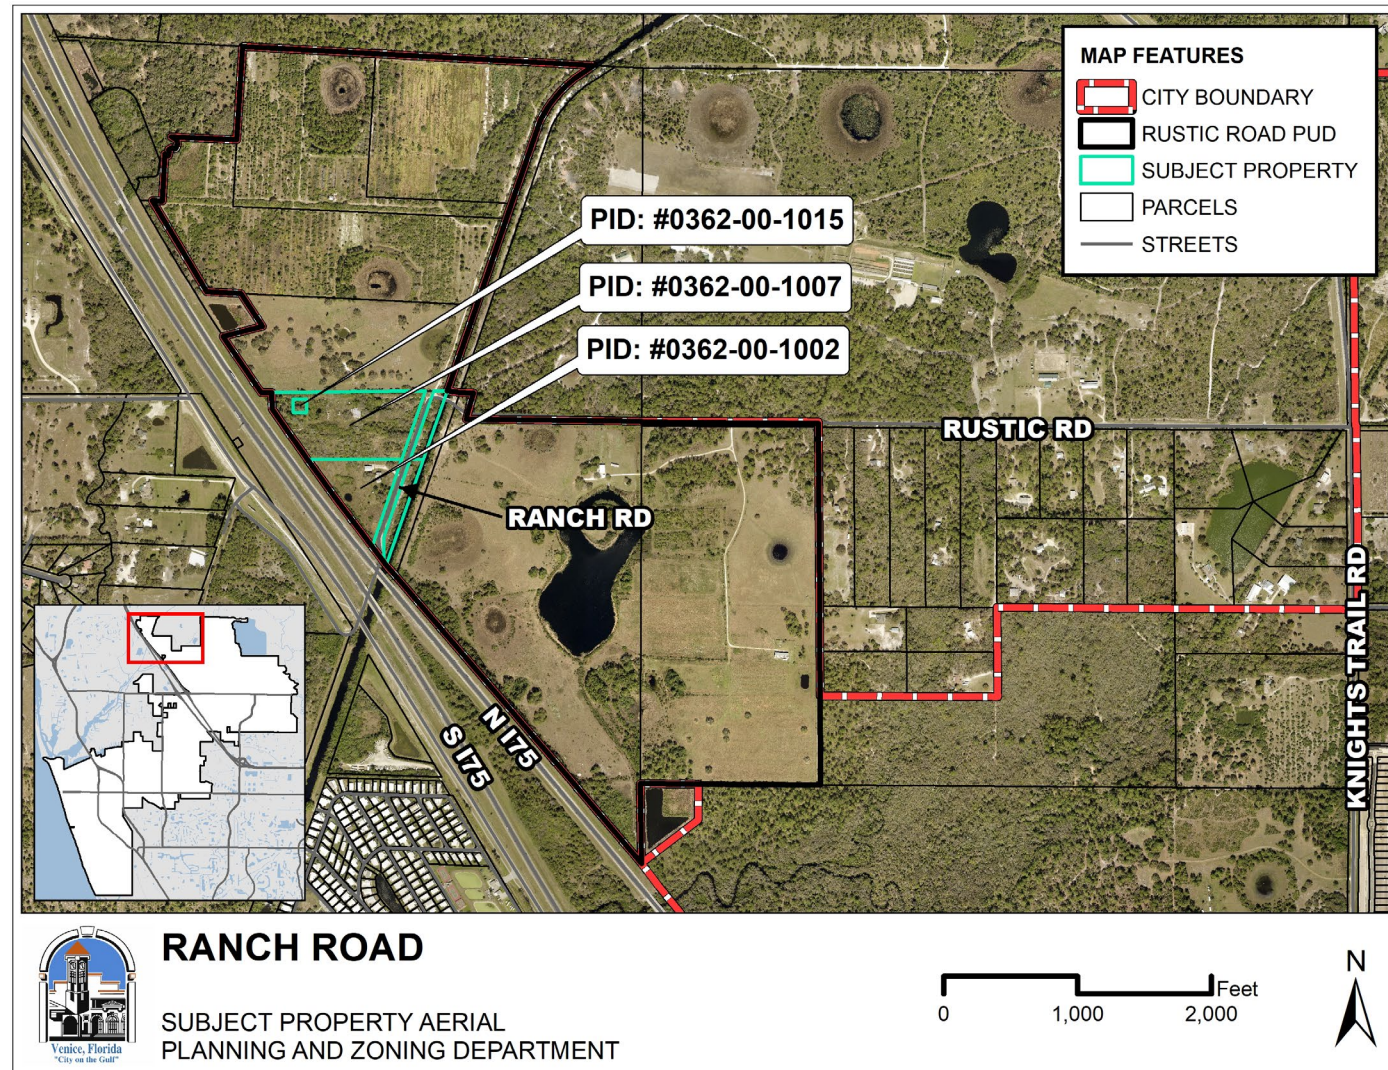 MAP FEATURES
CITY BOUNDARY
RUSTIC ROAD PUD
SUBJECT PROPERTY
PARCELS
STREETS
PID: #0362-00-1015
PID: #0362-00-1007
PID: #0362-00-1002
RUSTIC RD
RANCH RD
KNIGHTS TRAIL RD
N I75
S I75
RANCH ROAD
SUBJECT PROPERTY AERIAL
PLANNING AND ZONING DEPARTMENT
Venice, Florida
"City on the Gulf"
Feet
0 1,000 2,000
N